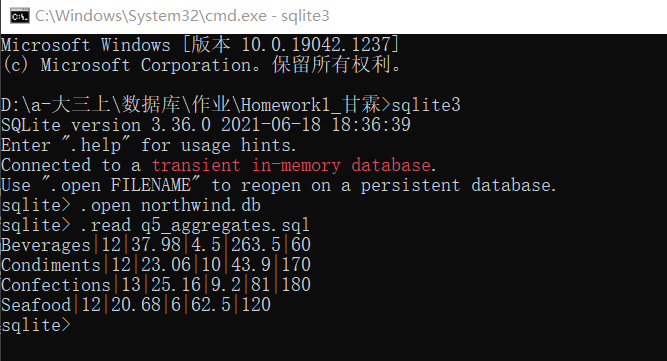 C:\Windows\System32\cmd.exe - sqlite3
Microsoft Windows [版本 10.0.19042.1237]
(c) Microsoft Corporation。保留所有权利。
D:\a-大三上\数据库\作业\Homework1_甘霖>sqlite3
SQLite version 3.36.0 2021-06-18 18:36:39
Enter ".help" for usage hints.
Connected to a transient in-memory database.
Use ".open FILENAME" to reopen on a persistent database.
sqlite> .open northwind.db
sqlite> .read q5_aggregates.sql
Beverages|12|37.98|4.5|263.5|60
Condiments|12|23.06|10|43.9|170
Confections|13|25.16|9.2|81|180
Seafood|12|20.68|6|62.5|120
sqlite>